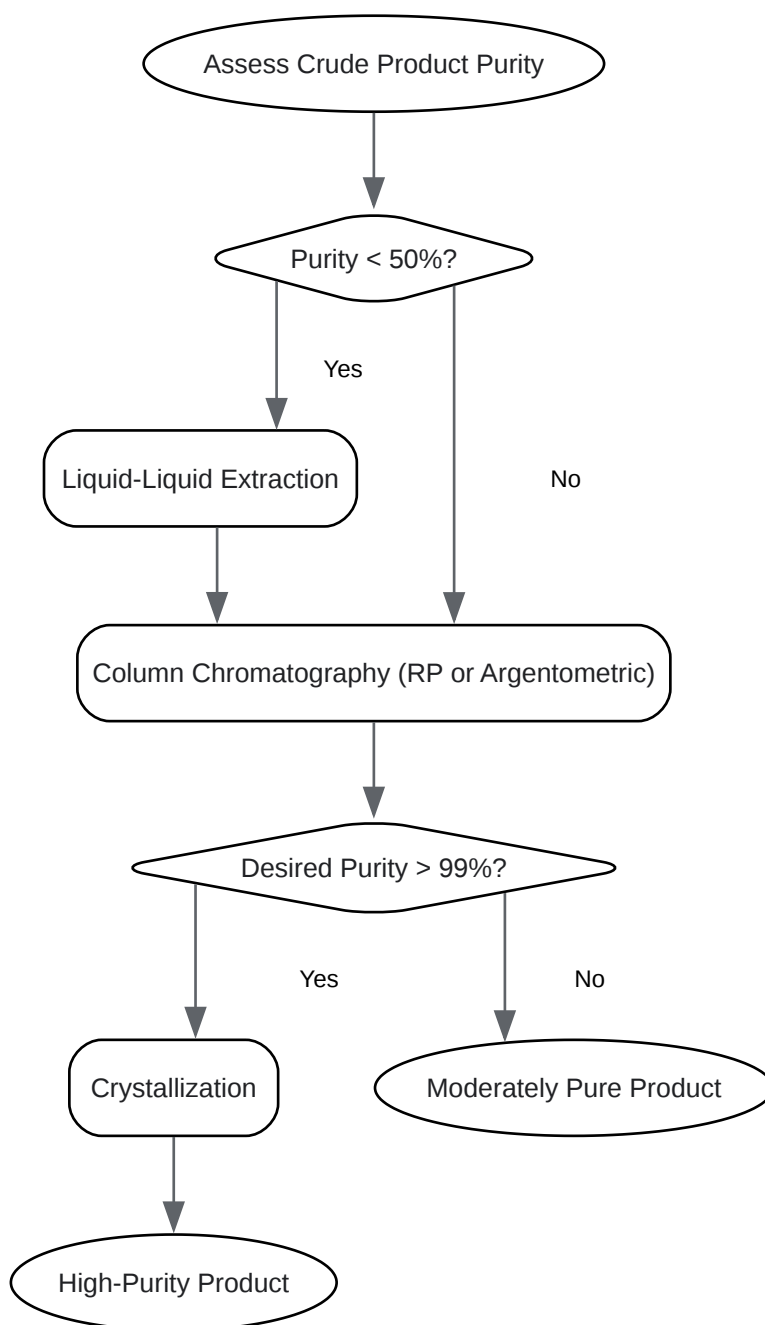 Assess Crude Product Purity
Purity < 50%?
Yes
Liquid-Liquid Extraction
No
Column Chromatography (RP or Argentometric)
Desired Purity > 99%?
Yes
No
Crystallization
Moderately Pure Product
High-Purity Product